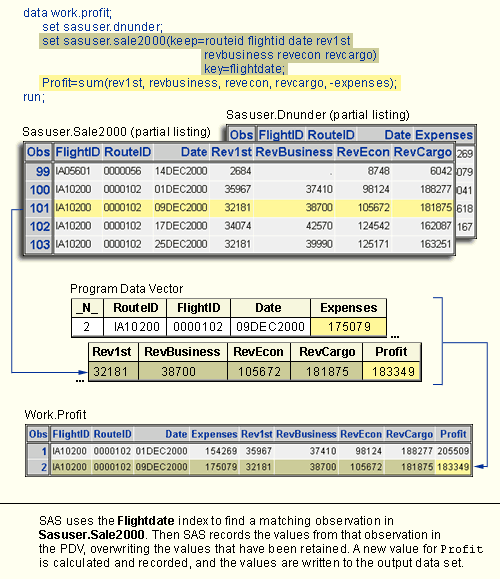 data work.profit;
set sasuser.dnunder;
set sasuser.sale2000(keep=routeid flightid date rev1st
revbusiness revecon revcargo)
key=flightdate;
Profit=sum(rev1st, revbusiness, revecon, revcargo, -expenses);
run;
Sasuser.Dnunder (partial listing)
Obs FlightID RouteID Date Expenses
269
079
041
618
167
Sasuser.Sale2000 (partial listing)
Obs FlightID RouteID Date Rev1st RevBusiness RevEcon RevCargo
99 IA05601 0000056 14DEC2000 2684 . 8748 6042
100 IA10200 0000102 01DEC2000 35967 37410 98124 188277
101 IA10200 0000102 09DEC2000 32181 38700 105672 181875
102 IA10200 0000102 17DEC2000 34074 42570 124542 162087
103 IA10200 0000102 25DEC2000 32181 39990 125171 163251
Program Data Vector
_N_ RouteID FlightID Date Expenses
2 IA10200 0000102 09DEC2000 175079
...
Rev1st RevBusiness RevEcon RevCargo Profit
... 32181 38700 105672 181875 183349
Work.Profit
Obs FlightID RouteID Date Expenses Rev1st RevBusiness RevEcon RevCargo Profit
1 IA10200 0000102 01DEC2000 154269 35967 37410 98124 188277 205509
2 IA10200 0000102 09DEC2000 175079 32181 38700 105672 181875 183349
SAS uses the Flightdate index to find a matching observation in
Sasuser.Sale2000. Then SAS records the values from that observation in
the PDV, overwriting the values that have been retained. A new value for Profit
is calculated and recorded, and the values are written to the output data set.